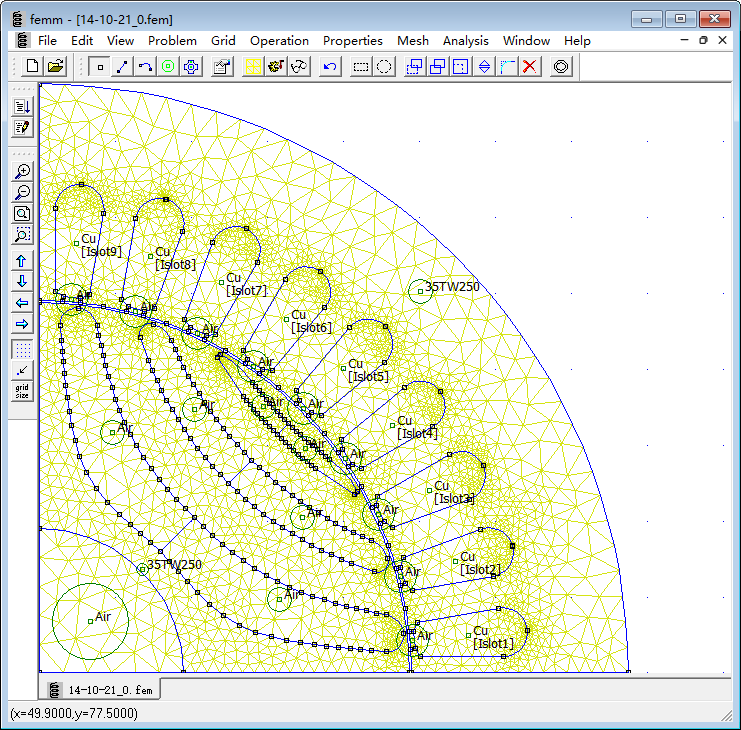 femm - [14-10-21_0.fem]
File Edit View Problem Grid Operation Properties Mesh Analysis Window Help
Cu
[Islot9]
Cu
[Islot8]
Cu
[Islot7]
35TW250
Air
Air
Cu
[Islot6]
Air
Air
Cu
[Islot5]
grid
size
Air
Air
Air
Cu
[Islot4]
Air
Air
Air
Cu
[Islot3]
Air
Air
Cu
[Islot2]
35TW250
Air
Air
Air
Air
Cu
[Islot1]
14-10-21_0.fem
(x=49.9000,y=77.5000)